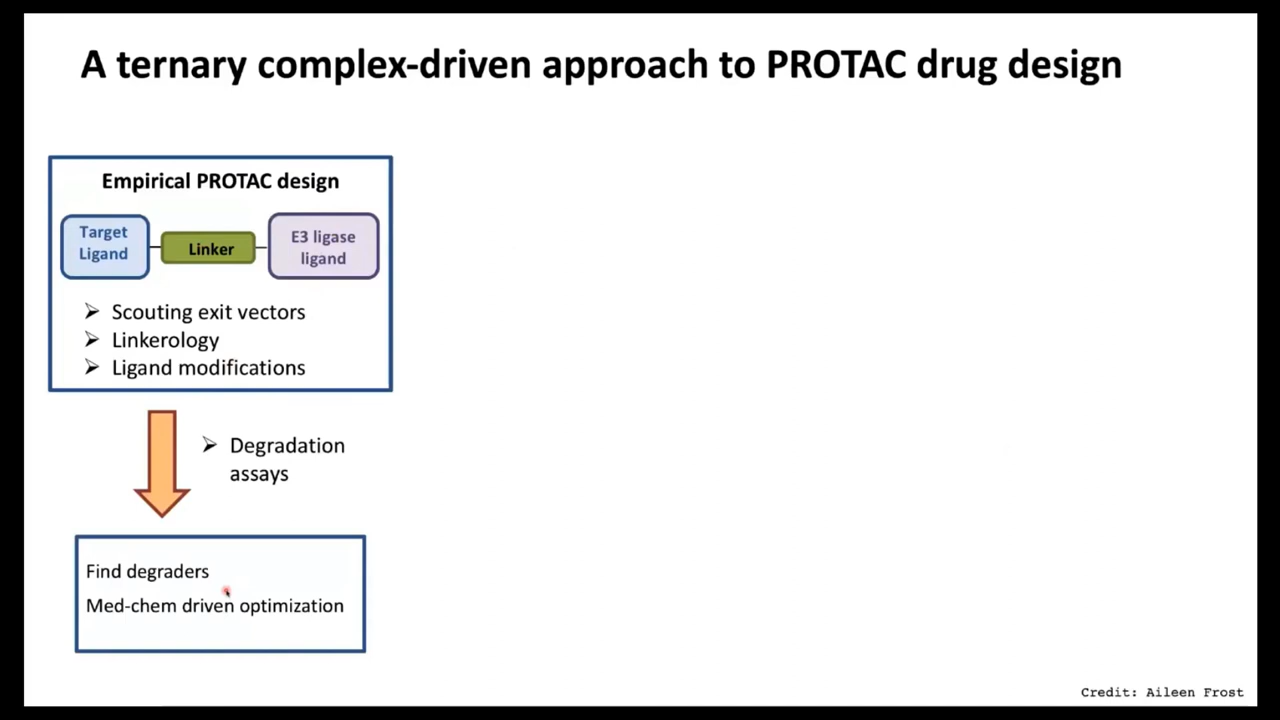 A ternary complex-driven approach to PROTAC drug design
Empirical PROTAC design
Target
Ligand
Linker
E3 ligase
ligand
➢ Scouting exit vectors
➢ Linkerology
➢ Ligand modifications
➢ Degradation
assays
Find degraders
Med-chem driven optimization
Credit: Aileen Frost